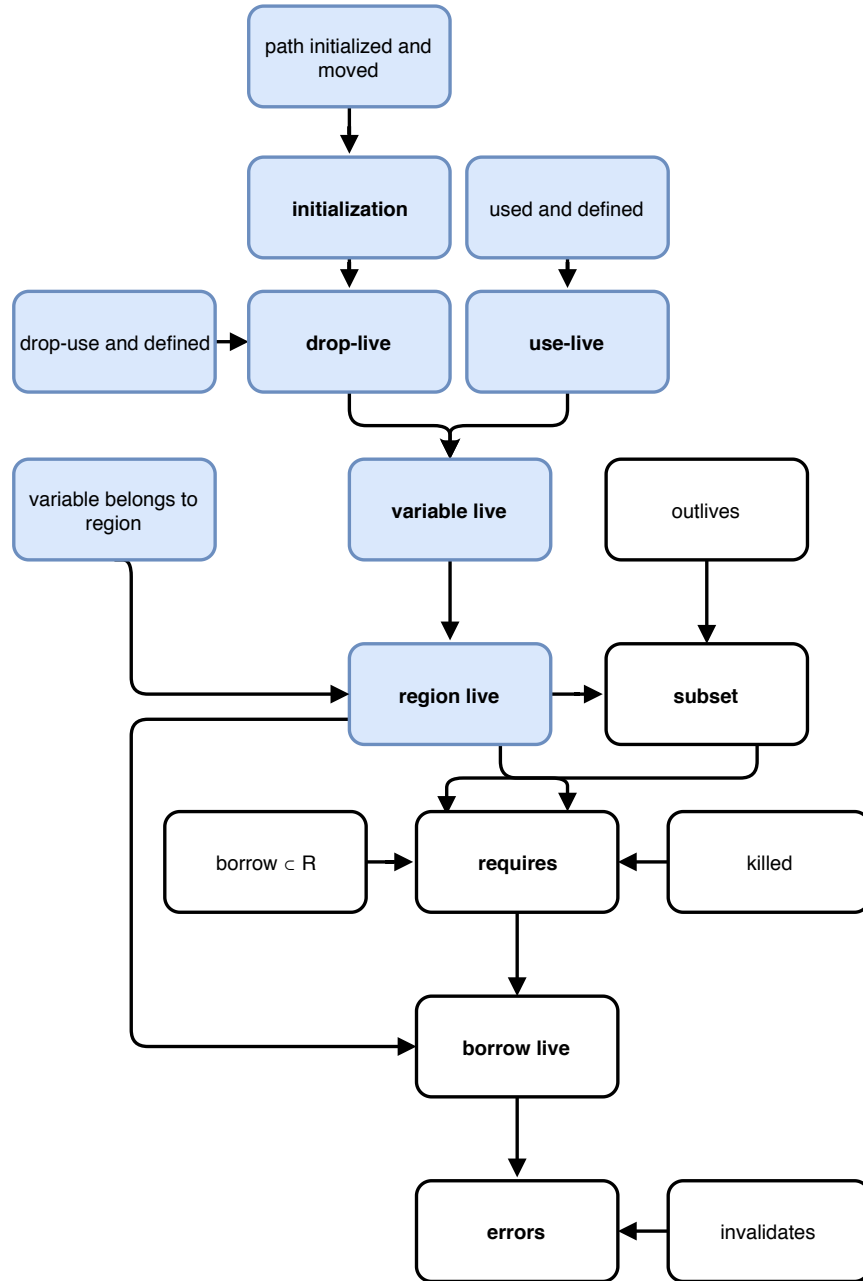 path initialized and
moved
initialization
used and defined
drop-use and defined
drop-live
use-live
variable belongs to
region
variable live
outlives
region live
subset
borrow ⊂ R
requires
killed
borrow live
errors
invalidates